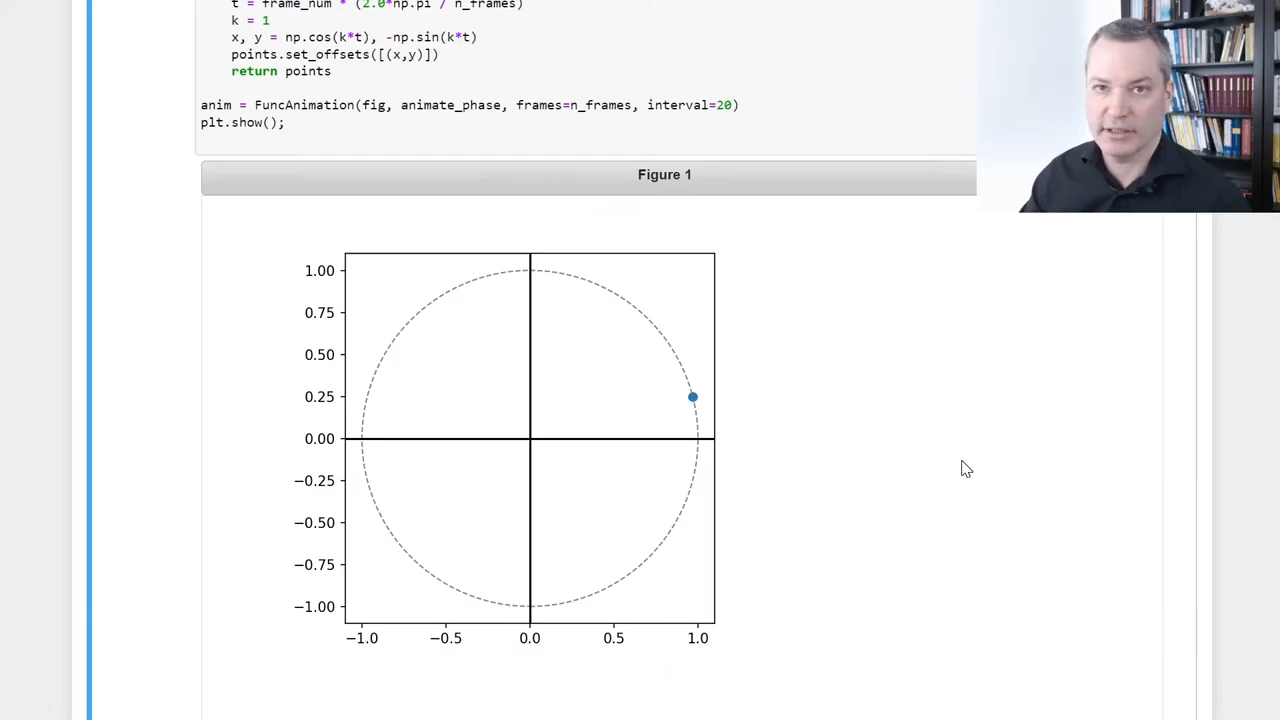 t = frame_num * (2.0*np.pi / n_frames)
k = 1
x, y = np.cos(k*t), -np.sin(k*t)
points.set_offsets([(x,y)])
return points
anim = FuncAnimation(fig, animate_phase, frames=n_frames, interval=20)
plt.show();
Figure 1
1.00
0.75
0.50
0.25
0.00
−0.25
−0.50
−0.75
−1.00
−1.0 −0.5 0.0 0.5 1.0